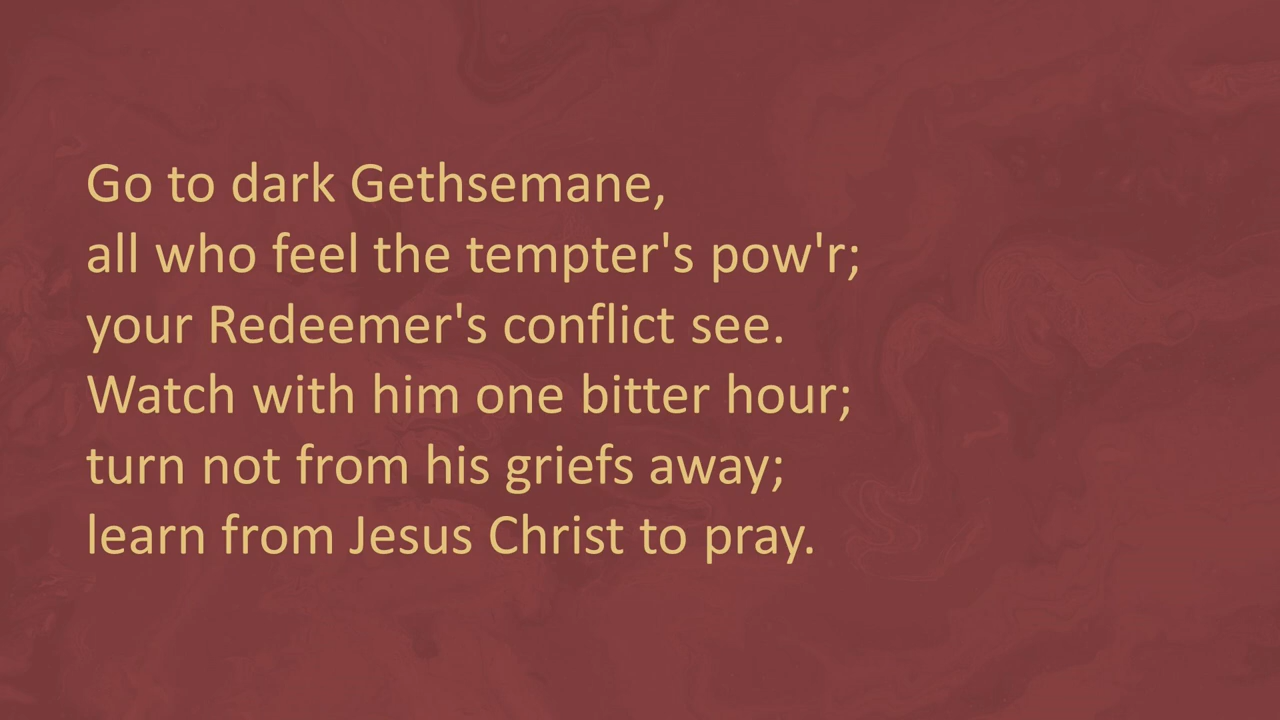 Go to dark Gethsemane,
all who feel the tempter's pow'r;
your Redeemer's conflict see.
Watch with him one bitter hour;
turn not from his griefs away;
learn from Jesus Christ to pray.